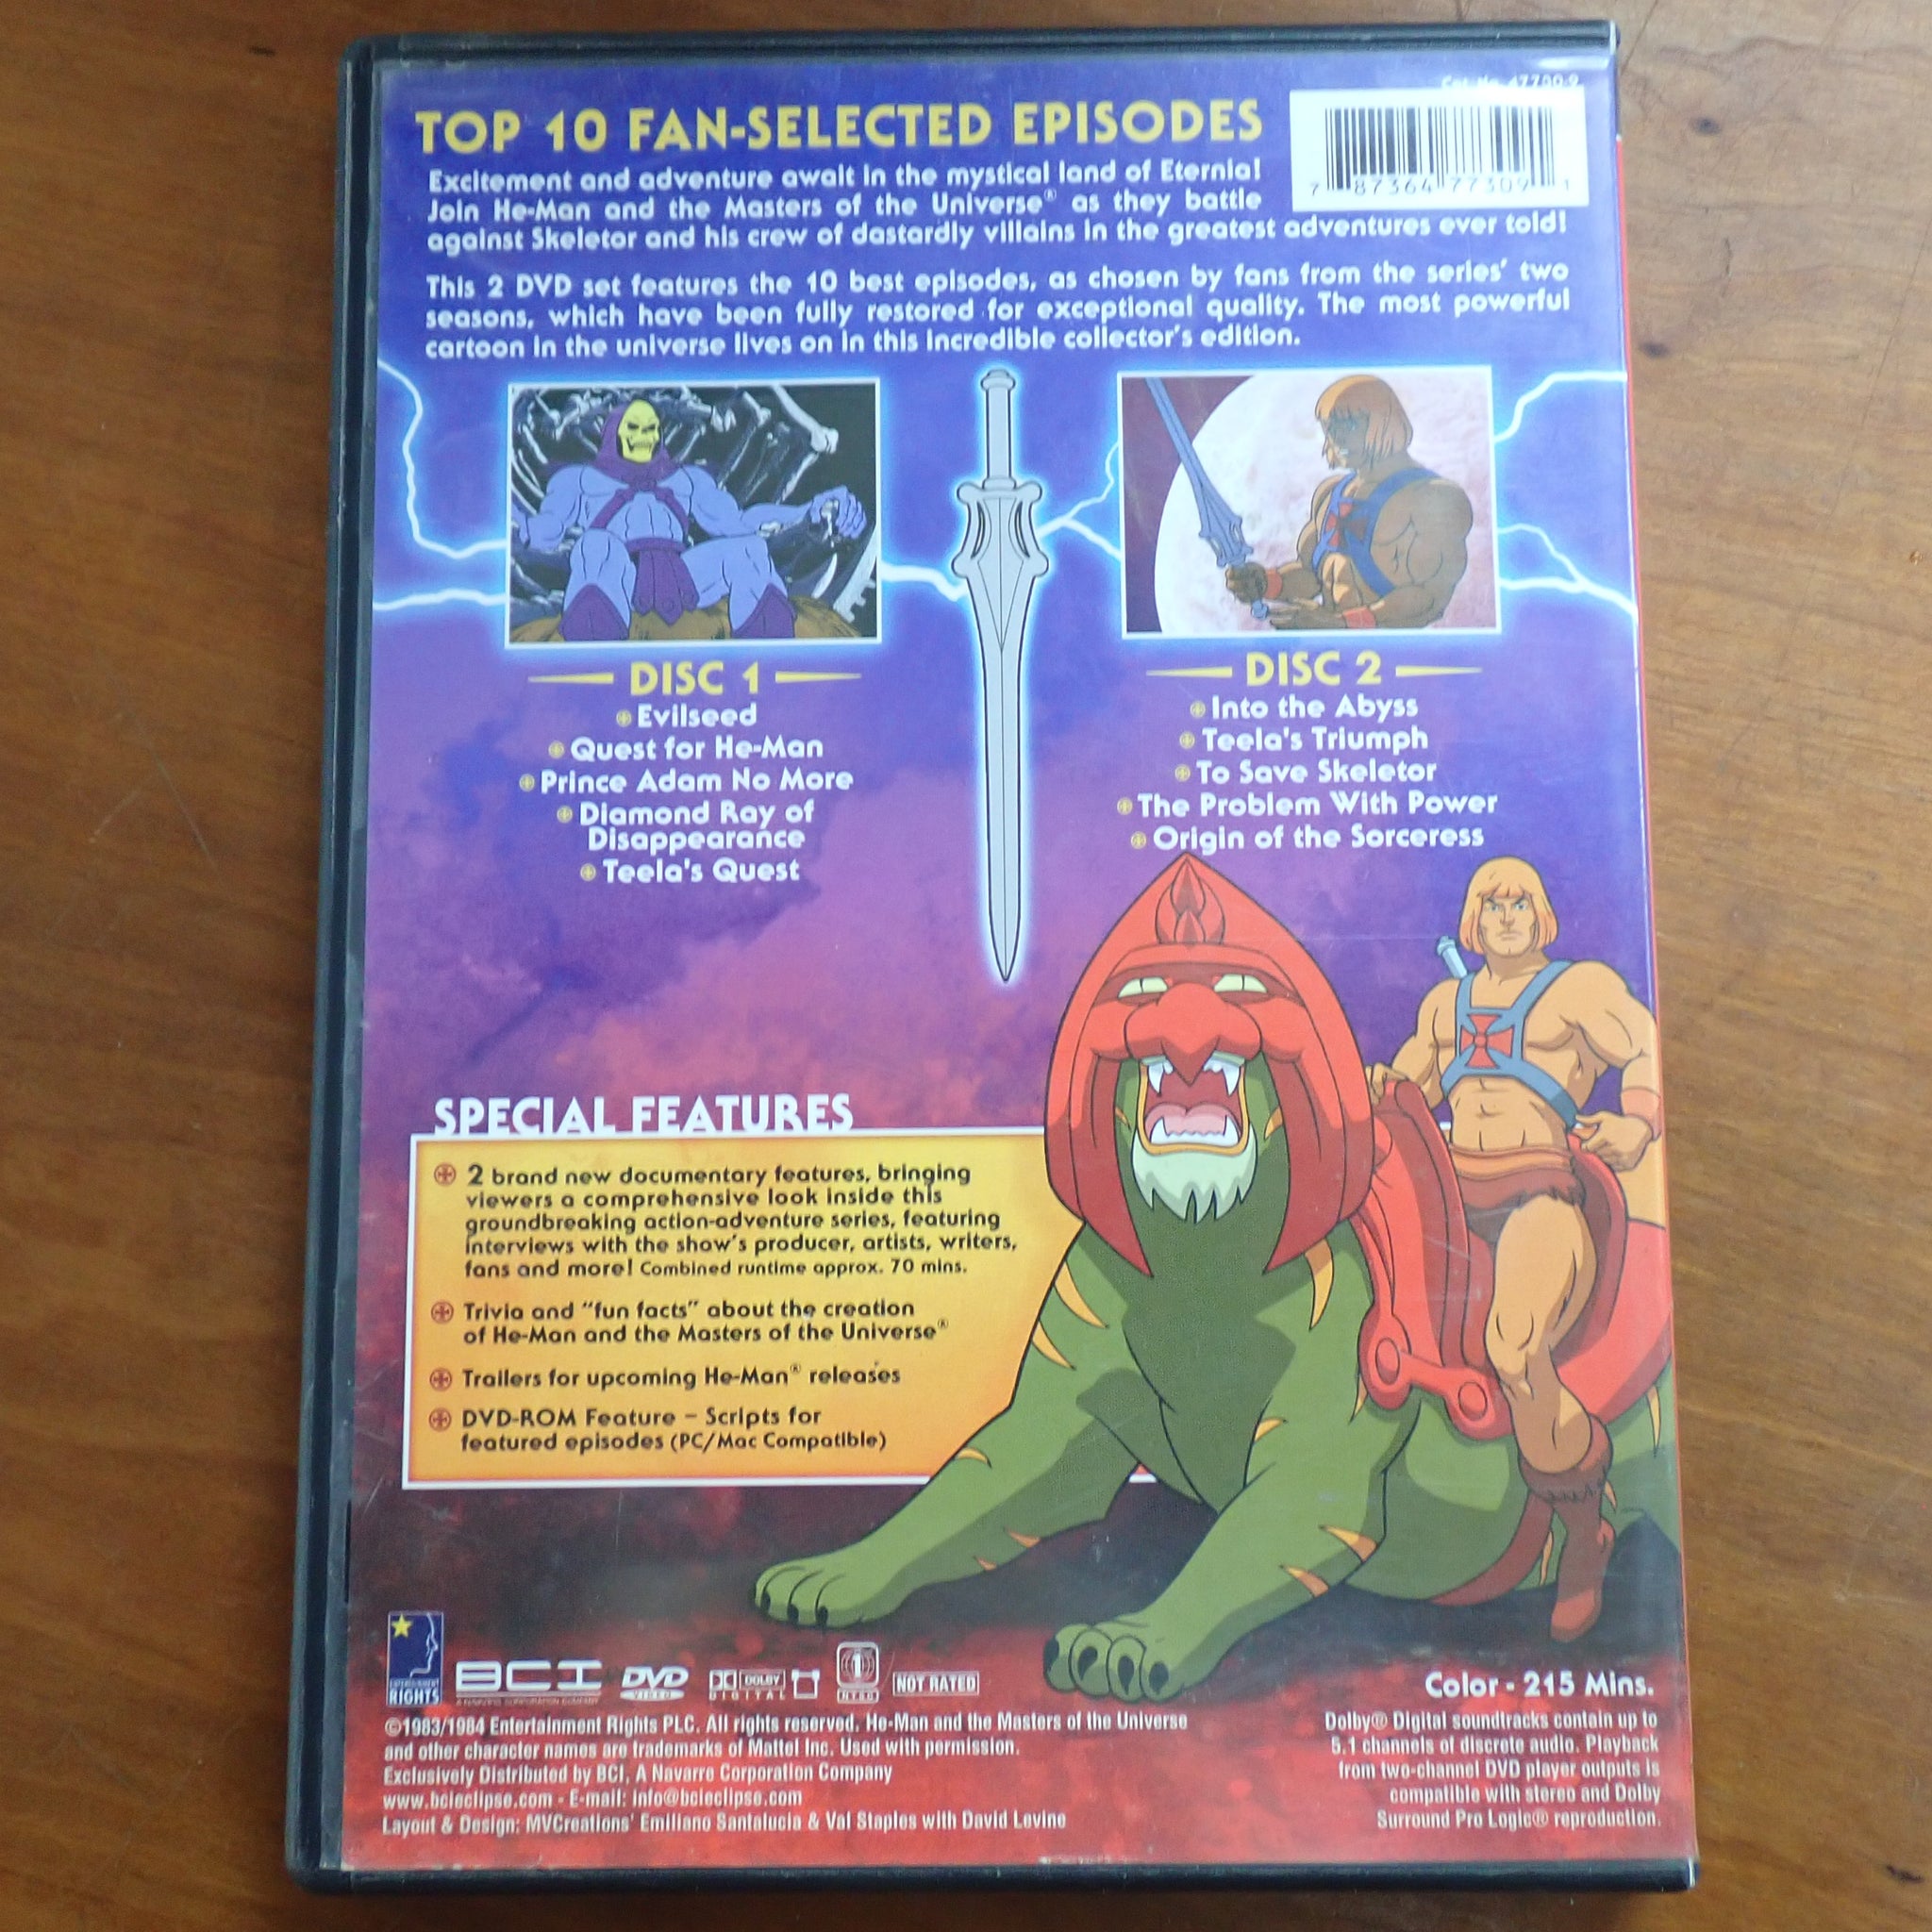 TOP 10 FAN-SELECTED EPISODES
Excitement and adventure await in the mystical land of Eternia!
Join He-Man and the Masters of the Universe® as they battle
against Skeletor and his crew of dastardly villains in the greatest adventures ever told!
7 87364 77309 1
This 2 DVD set features the 10 best episodes, as chosen by fans from the series' two
seasons, which have been fully restored for exceptional quality. The most powerful
cartoon in the universe lives on in this incredible collector's edition.
DISC 1
Evilseed
Quest for He-Man
Prince Adam No More
Diamond Ray of
Disappearance
Teela's Quest
DISC 2
Into the Abyss
Teela's Triumph
To Save Skeletor
The Problem With Power
Origin of the Sorceress
SPECIAL FEATURES
2 brand new documentary features, bringing
viewers a comprehensive look inside this
groundbreaking action-adventure series, featuring
interviews with the show's producer, artists, writers,
fans and more! Combined runtime approx. 70 mins.
Trivia and "fun facts" about the creation
of He-Man and the Masters of the Universe®
Trailers for upcoming He-Man® releases
DVD-ROM Feature – Scripts for
featured episodes (PC/Mac Compatible)
ENTERTAINMENT
RIGHTS
BCI
A NAVARRE CORPORATION COMPANY
DVD
VIDEO
DOLBY
DIGITAL
1
NTSC
NOT RATED
Color - 215 Mins.
©1983/1984 Entertainment Rights PLC. All rights reserved. He-Man and the Masters of the Universe
and other character names are trademarks of Mattel Inc. Used with permission.
Exclusively Distributed by BCI, A Navarre Corporation Company
www.bcieclipse.com - E-mail: info@bcieclipse.com
Layout & Design: MVCreations' Emiliano Santalucia & Val Staples with David Levine
Dolby® Digital soundtracks contain up to
5.1 channels of discrete audio. Playback
from two-channel DVD player outputs is
compatible with stereo and Dolby
Surround Pro Logic® reproduction.